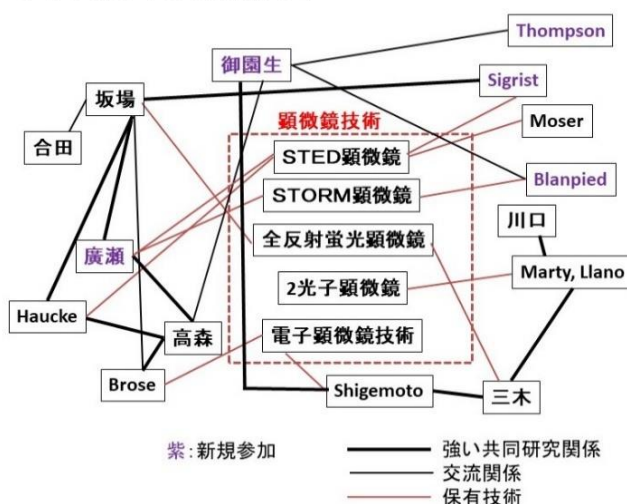 Thompson
御園生
Sigrist
坂場
顕微鏡技術
Moser
合田
STED顕微鏡
STORM顕微鏡
Blanpied
川口
全反射蛍光顕微鏡
廣瀬
Marty, Llano
2光子顕微鏡
Haucke
高森
電子顕微鏡技術
Brose
Shigemoto
三木
紫:新規参加
強い共同研究関係
交流関係
保有技術